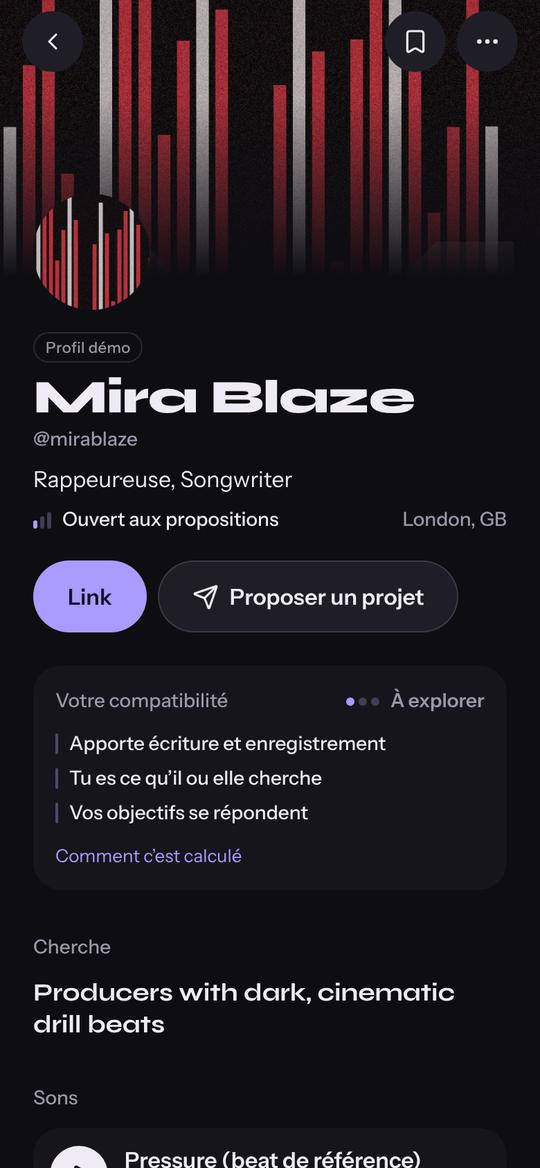 Profil démo
Mira Blaze
@mirablaze
Rappeur·euse, Songwriter
Ouvert aux propositions
London, GB
Link
Proposer un projet
Votre compatibilité
À explorer
Apporte écriture et enregistrement
Tu es ce qu’il ou elle cherche
Vos objectifs se répondent
Comment c’est calculé
Cherche
Producers with dark, cinematic
drill beats
Sons
Pressure (beat de référence)